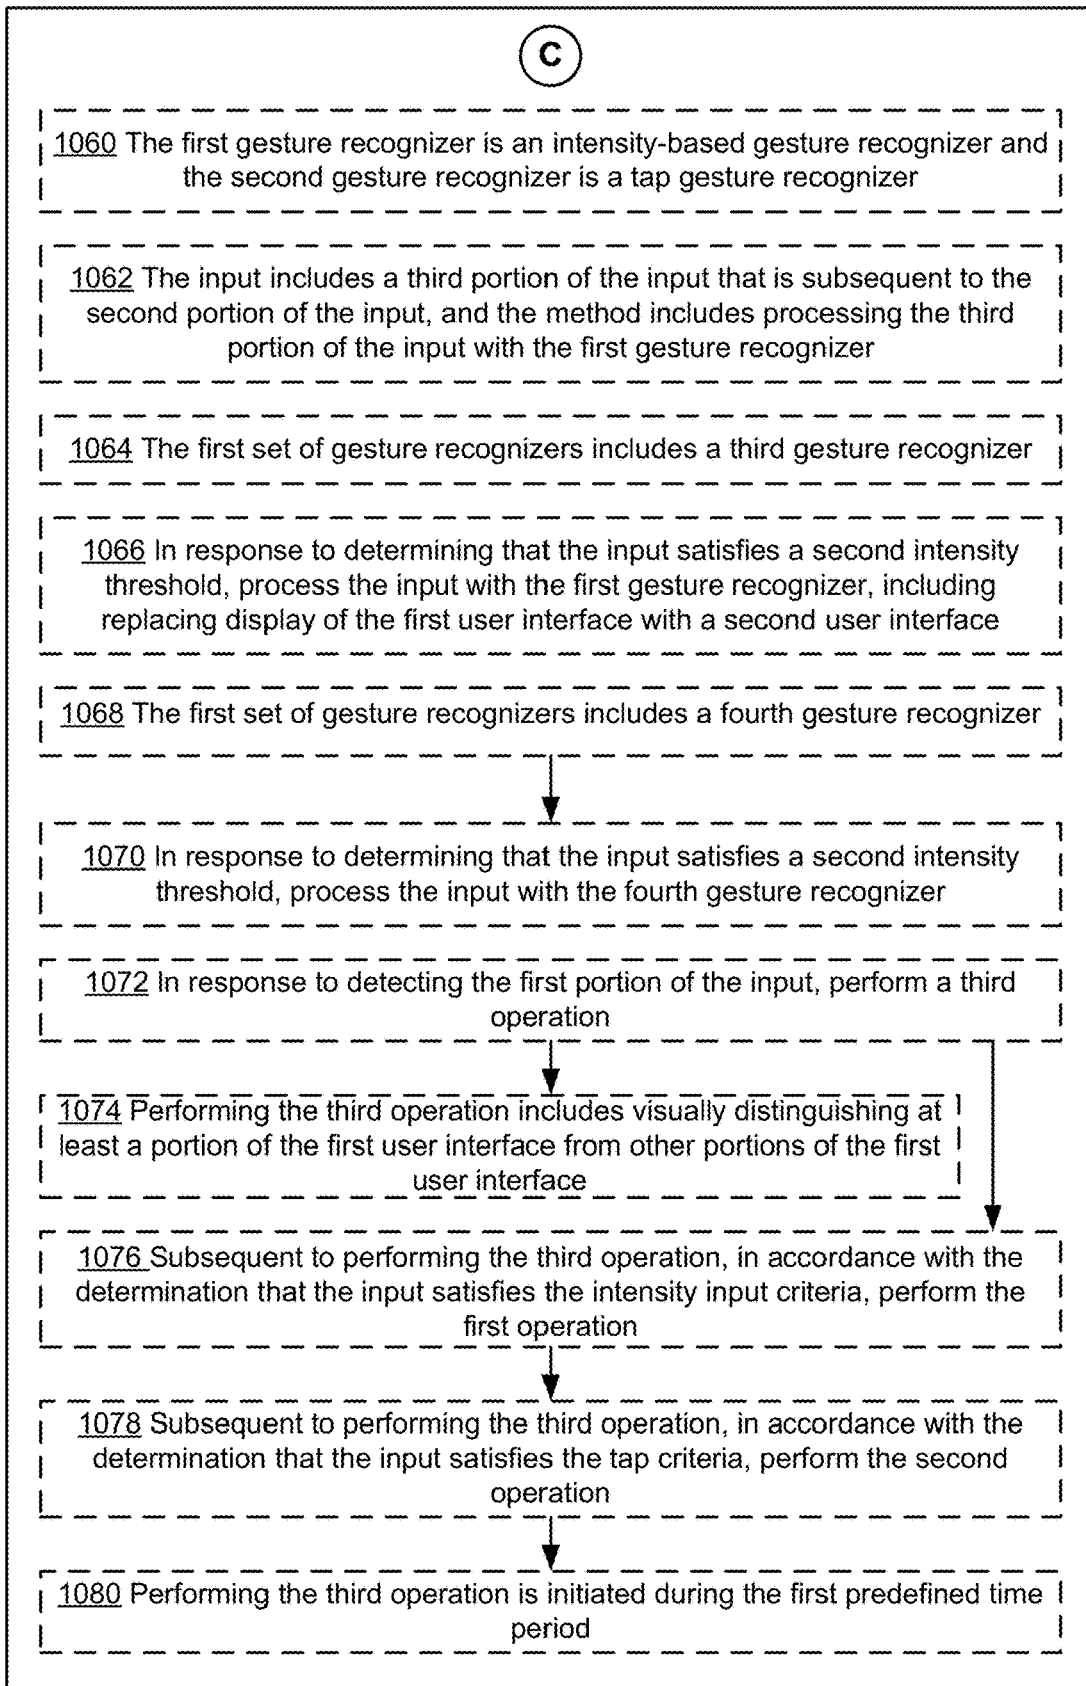 C
1060 The first gesture recognizer is an intensity-based gesture recognizer and
the second gesture recognizer is a tap gesture recognizer
1062 The input includes a third portion of the input that is subsequent to the
second portion of the input, and the method includes processing the third
portion of the input with the first gesture recognizer
1064 The first set of gesture recognizers includes a third gesture recognizer
1066 In response to determining that the input satisfies a second intensity
threshold, process the input with the first gesture recognizer, including
replacing display of the first user interface with a second user interface
1068 The first set of gesture recognizers includes a fourth gesture recognizer
1070 In response to determining that the input satisfies a second intensity
threshold, process the input with the fourth gesture recognizer
1072 In response to detecting the first portion of the input, perform a third
operation
1074 Performing the third operation includes visually distinguishing at
least a portion of the first user interface from other portions of the first
user interface
1076 Subsequent to performing the third operation, in accordance with the
determination that the input satisfies the intensity input criteria, perform the
first operation
1078 Subsequent to performing the third operation, in accordance with the
determination that the input satisfies the tap criteria, perform the second
operation
1080 Performing the third operation is initiated during the first predefined time
period